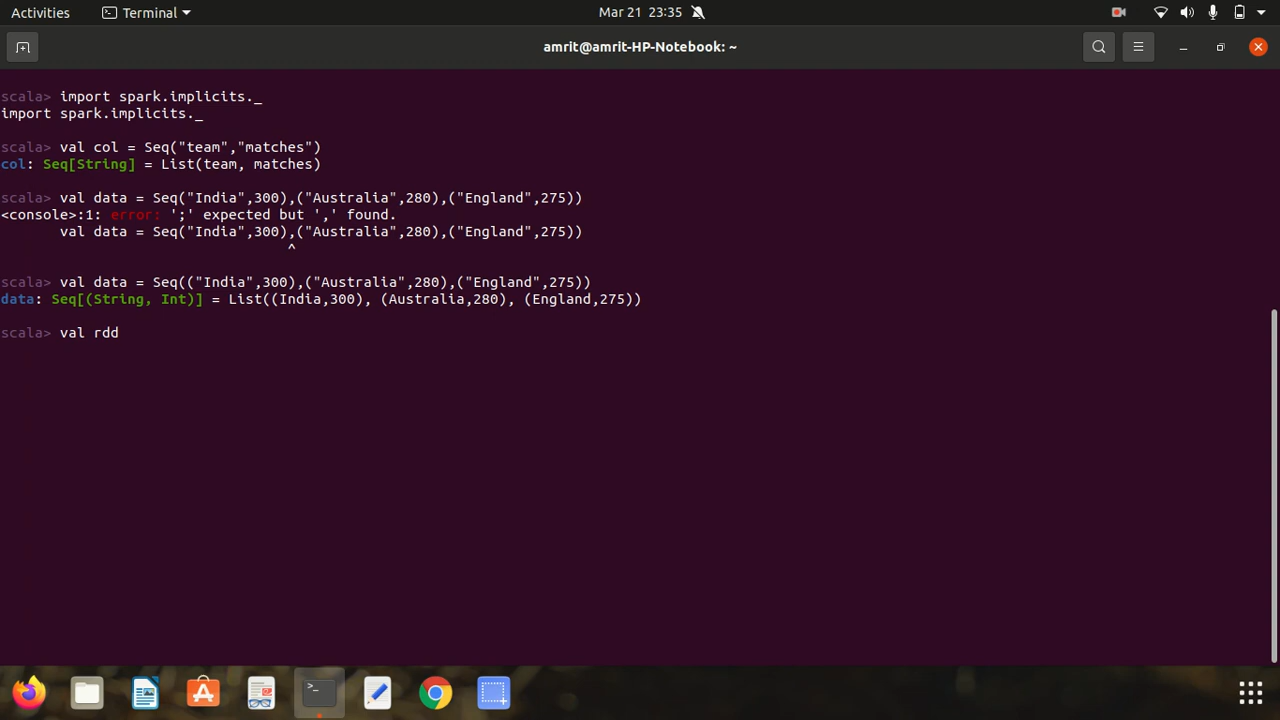 Activities Terminal Mar 21 23:35
amrit@amrit-HP-Notebook: ~
scala> import spark.implicits._
import spark.implicits._
scala> val col = Seq("team","matches")
col: Seq[String] = List(team, matches)
scala> val data = Seq("India",300),("Australia",280),("England",275))
<console>:1: error: ';' expected but ',' found.
       val data = Seq("India",300),("Australia",280),("England",275))
                                  ^
scala> val data = Seq(("India",300),("Australia",280),("England",275))
data: Seq[(String, Int)] = List((India,300), (Australia,280), (England,275))
scala> val rdd